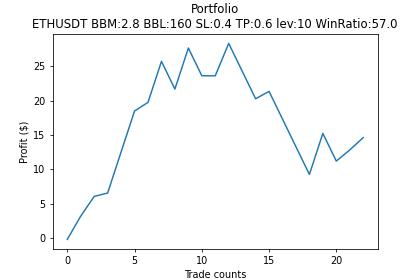 Portfolio
ETHUSDT BBM:2.8 BBL:160 SL:0.4 TP:0.6 lev:10 WinRatio:57.0
Profit ($)
25
20
15
10
5
0
0 5 10 15 20
Trade counts